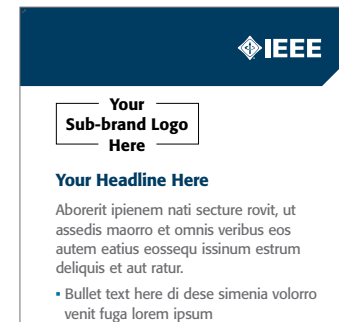 IEEE
Your
Sub-brand Logo
Here
Your Headline Here
Aborerit ipienem nati secture rovit, ut
assedis maorro et omnis veribus eos
autem eatius eossequ issinum estrum
deliquis et aut ratur.
▪ Bullet text here di dese simenia volorro
venit fuga lorem ipsum